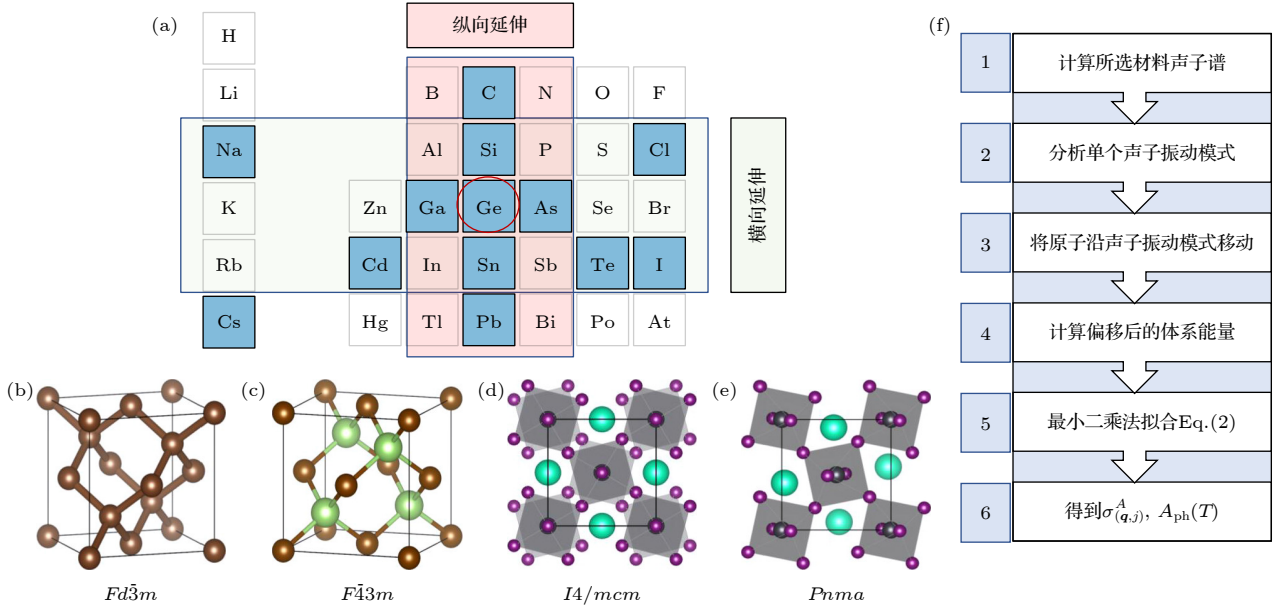 (a)
纵向延伸
H
Li B C N O F
Na Al Si P S Cl
K Zn Ga Ge As Se Br
Rb Cd In Sn Sb Te I
Cs Hg Tl Pb Bi Po At
横向延伸
(b)
Fd3̄m
(c)
F4̄3m
(d)
I4/mcm
(e)
Pnma
(f)
1 计算所选材料声子谱
2 分析单个声子振动模式
3 将原子沿声子振动模式移动
4 计算偏移后的体系能量
5 最小二乘法拟合Eq.(2)
6 得到σ^A_(q,j), A_ph(T)